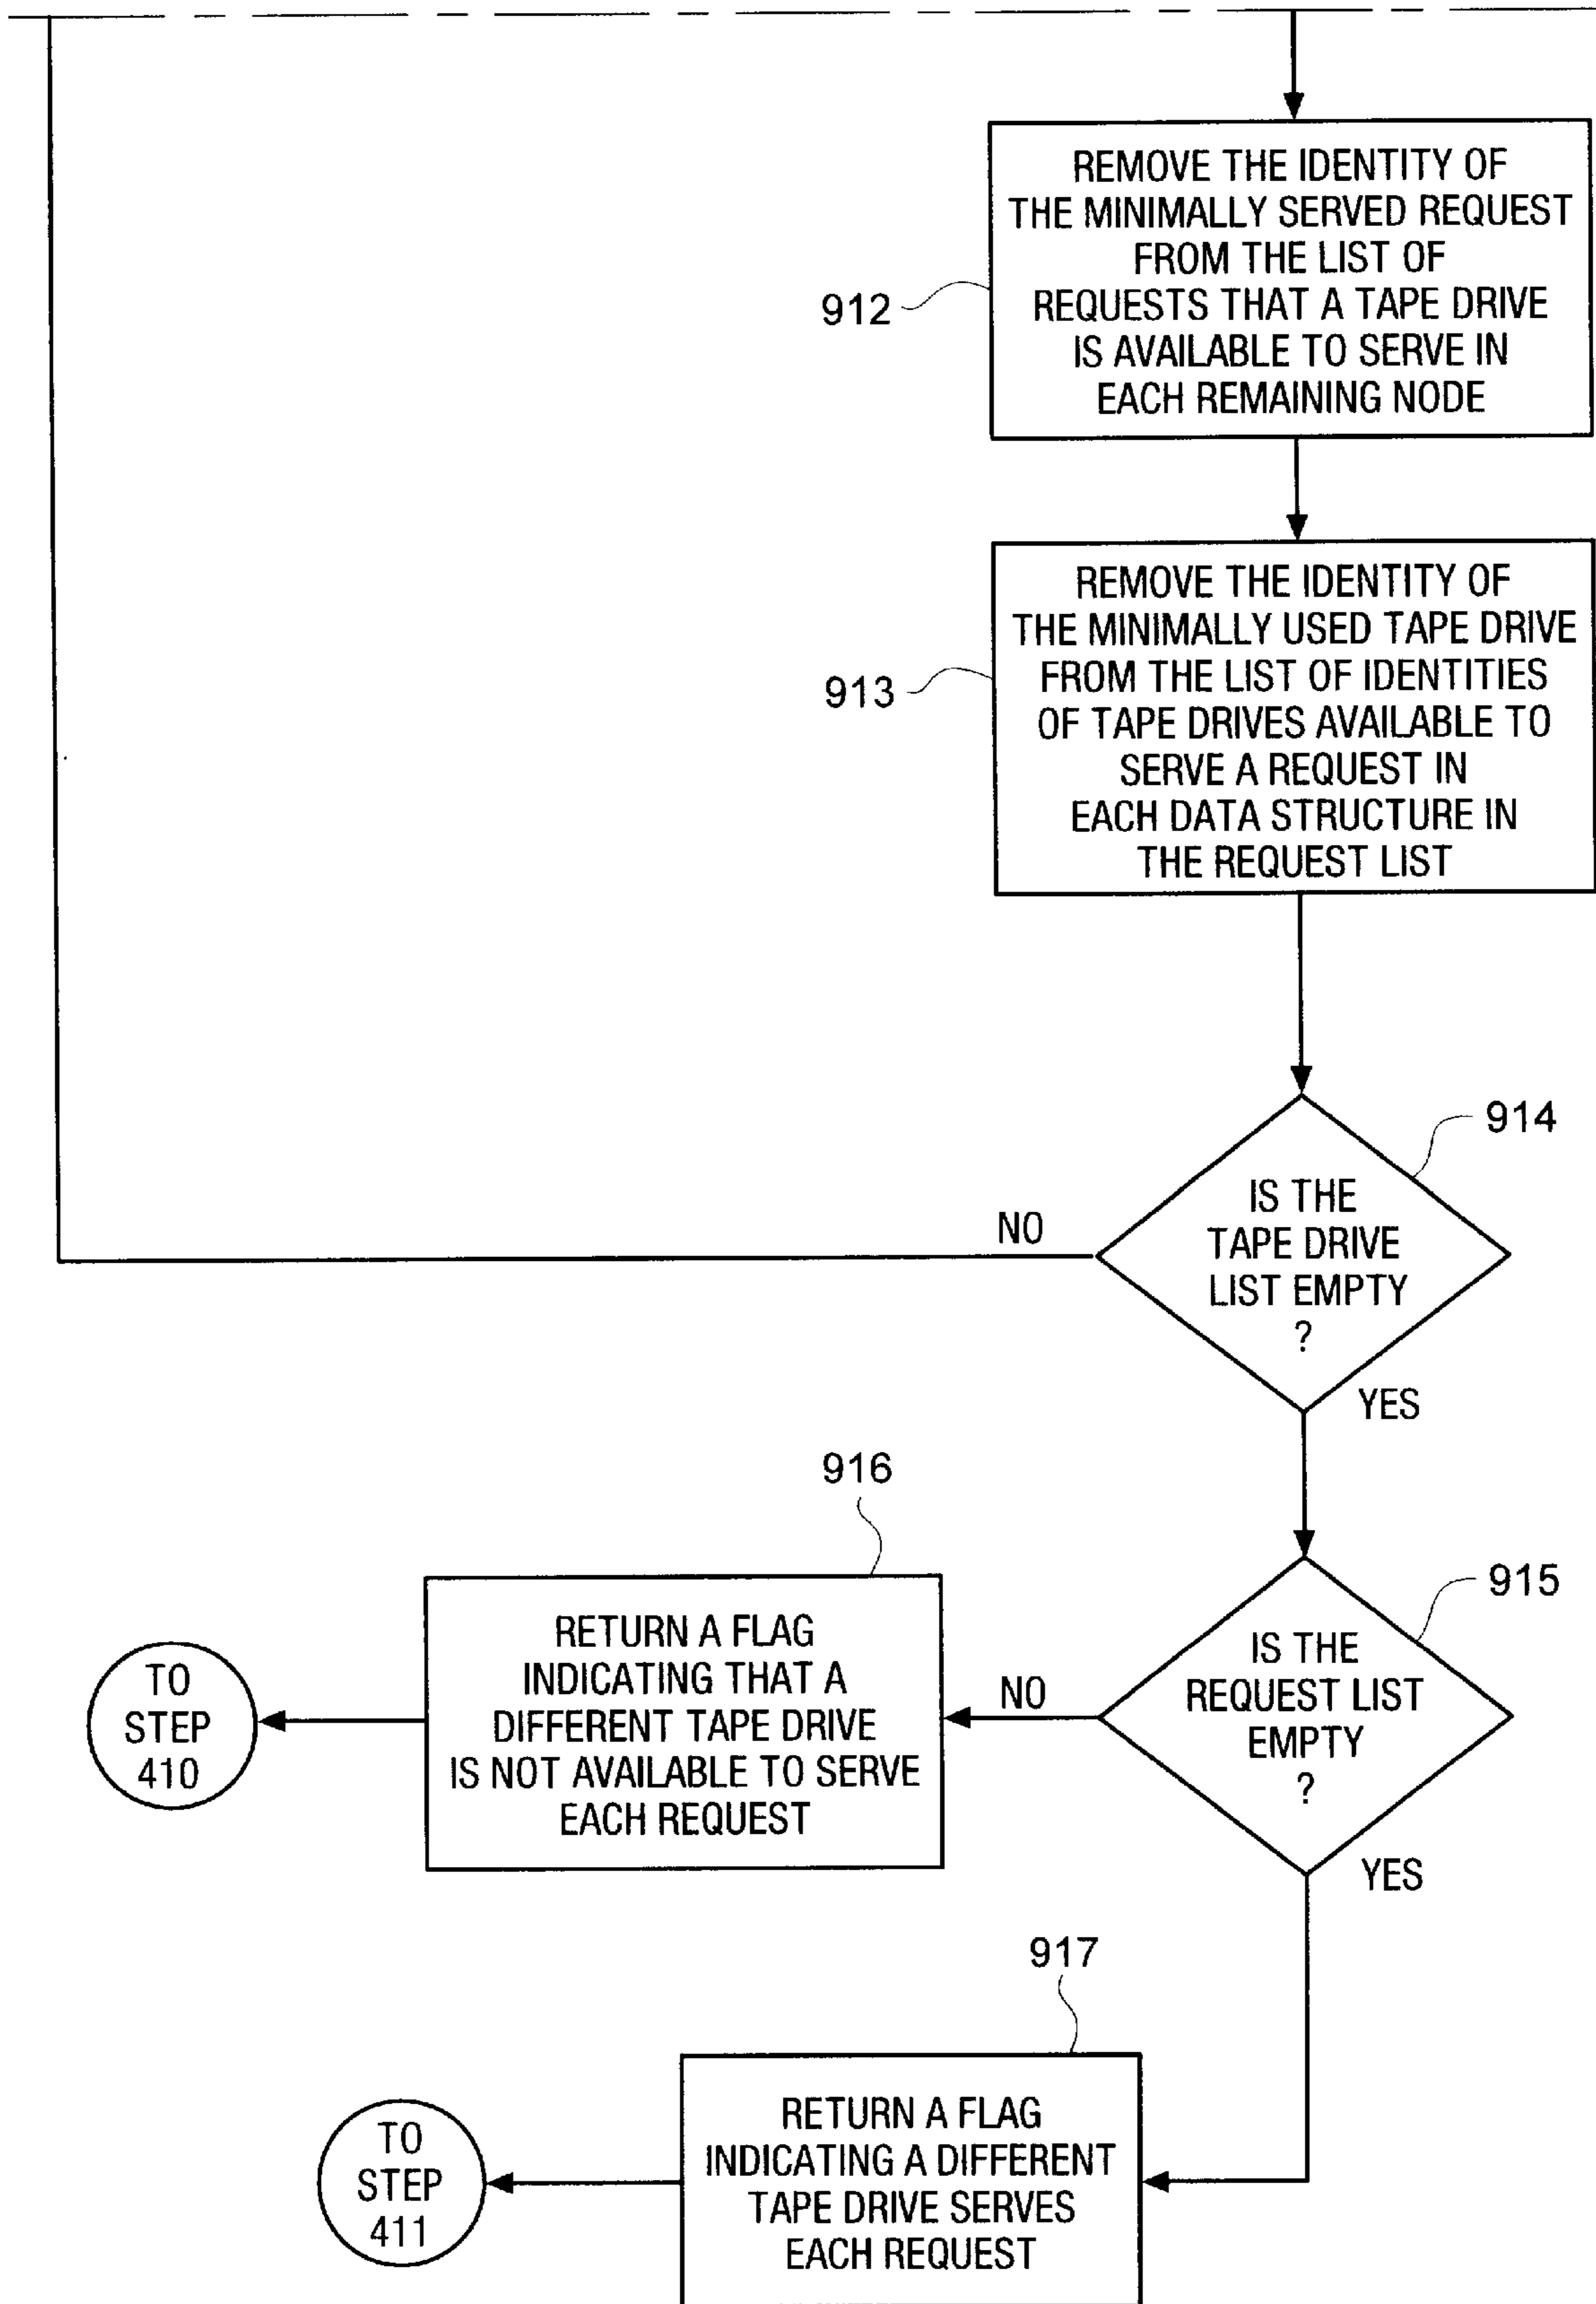 REMOVE THE IDENTITY OF
THE MINIMALLY SERVED REQUEST
FROM THE LIST OF
REQUESTS THAT A TAPE DRIVE
IS AVAILABLE TO SERVE IN
EACH REMAINING NODE
912
REMOVE THE IDENTITY OF
THE MINIMALLY USED TAPE DRIVE
FROM THE LIST OF IDENTITIES
OF TAPE DRIVES AVAILABLE TO
SERVE A REQUEST IN
EACH DATA STRUCTURE IN
THE REQUEST LIST
913
914
IS THE
TAPE DRIVE
LIST EMPTY
?
NO
YES
916
915
IS THE
REQUEST LIST
EMPTY
?
NO
YES
RETURN A FLAG
INDICATING THAT A
DIFFERENT TAPE DRIVE
IS NOT AVAILABLE TO SERVE
EACH REQUEST
TO
STEP
410
917
RETURN A FLAG
INDICATING A DIFFERENT
TAPE DRIVE SERVES
EACH REQUEST
TO
STEP
411